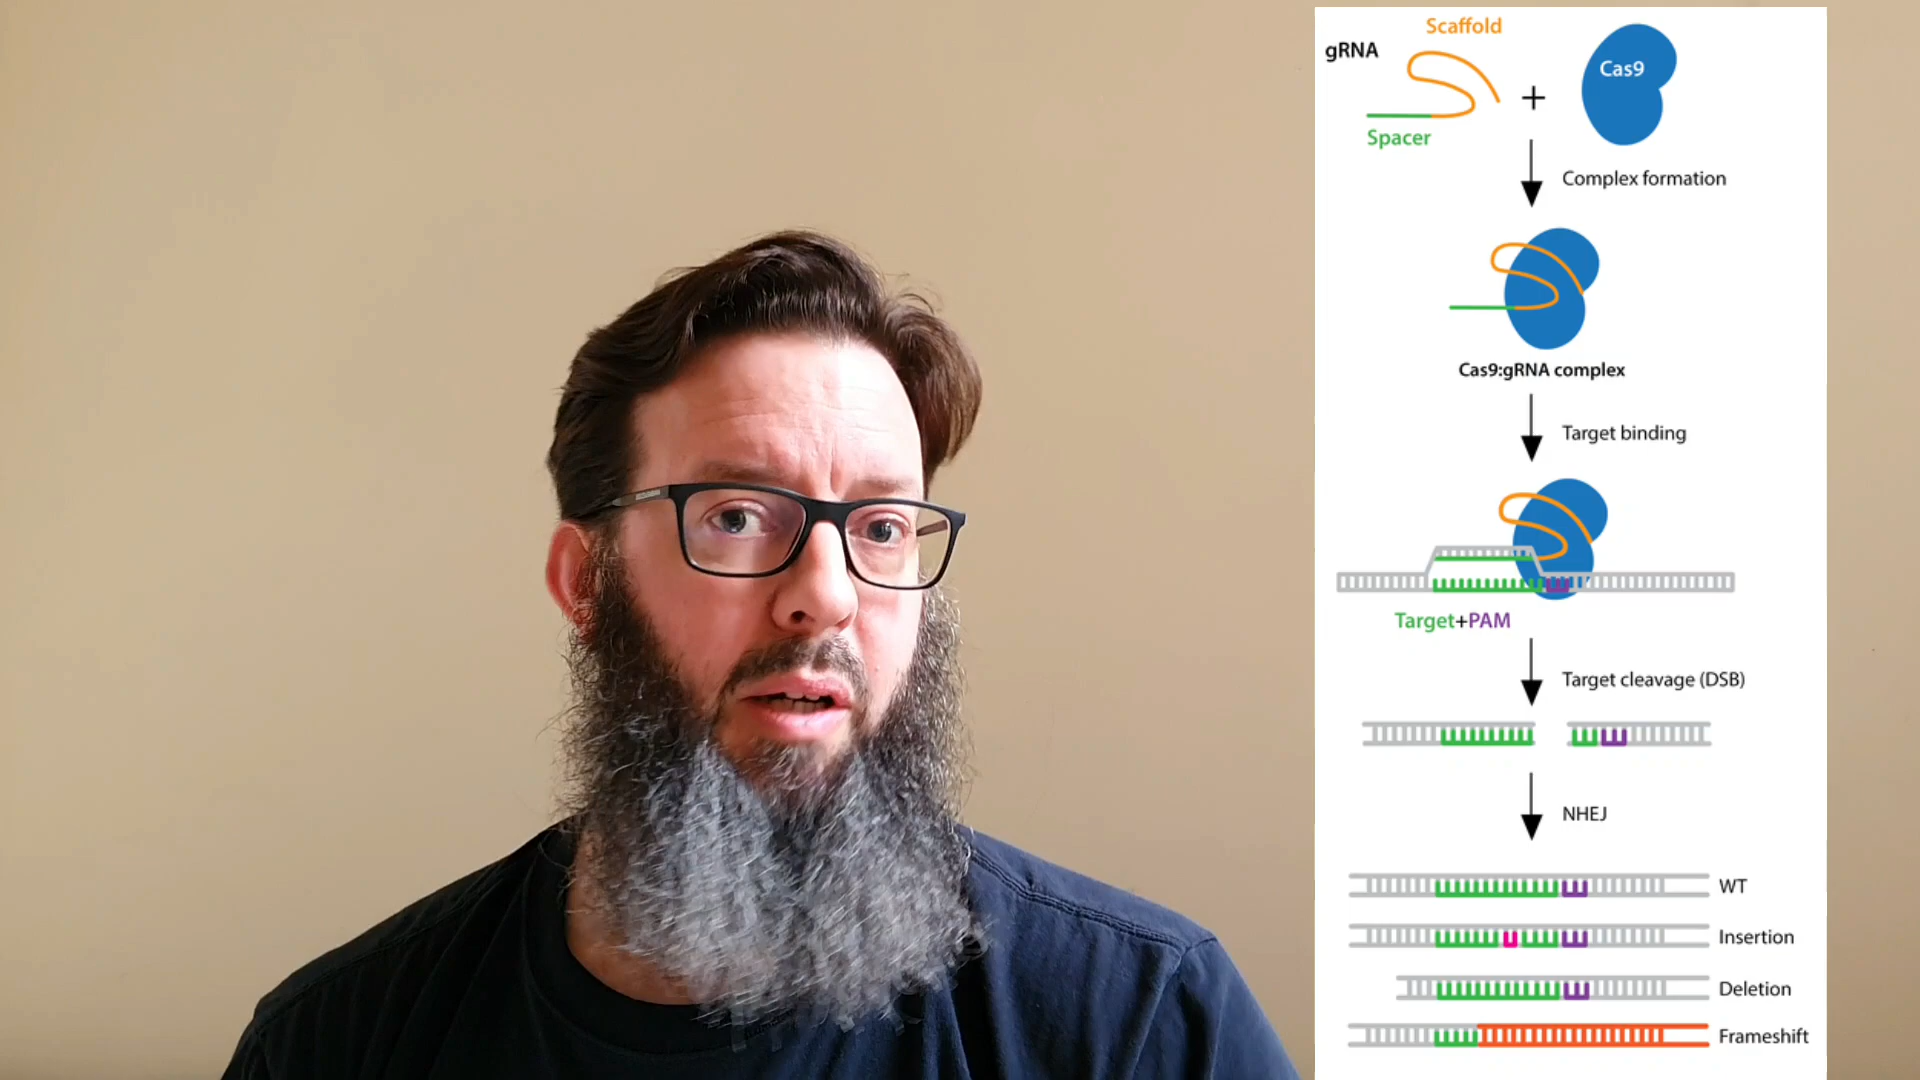 Scaffold
gRNA
Cas9
+
Spacer
Complex formation
Cas9:gRNA complex
Target binding
Target+PAM
Target cleavage (DSB)
NHEJ
WT
Insertion
Deletion
Frameshift